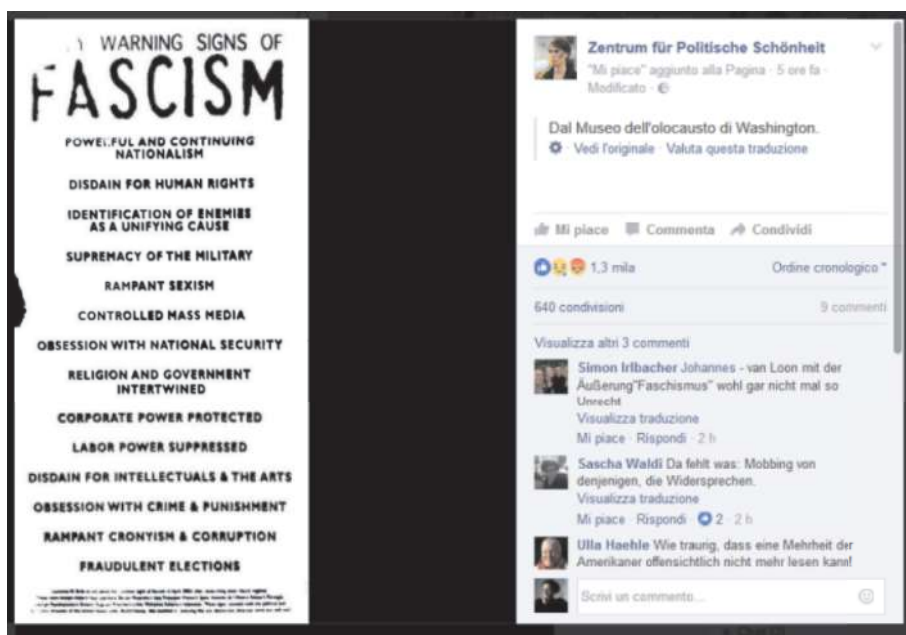 WARNING SIGNS OF
FASCISM
POWERFUL AND CONTINUING
NATIONALISM
DISDAIN FOR HUMAN RIGHTS
IDENTIFICATION OF ENEMIES
AS A UNIFYING CAUSE
SUPREMACY OF THE MILITARY
RAMPANT SEXISM
CONTROLLED MASS MEDIA
OBSESSION WITH NATIONAL SECURITY
RELIGION AND GOVERNMENT
INTERTWINED
CORPORATE POWER PROTECTED
LABOR POWER SUPPRESSED
DISDAIN FOR INTELLECTUALS & THE ARTS
OBSESSION WITH CRIME & PUNISHMENT
RAMPANT CRONYISM & CORRUPTION
FRAUDULENT ELECTIONS
Zentrum für Politische Schönheit
"Mi piace" aggiunto alla Pagina · 5 ore fa ·
Modificato ·
Dal Museo dell'olocausto di Washington.
· Vedi l'originale · Valuta questa traduzione
Mi piace Commenta Condividi
1,3 mila Ordine cronologico
640 condivisioni 9 commenti
Visualizza altri 3 commenti
Simon Irlbacher Johannes - van Loon mit der
Äußerung"Faschismus" wohl gar nicht mal so
Unrecht
Visualizza traduzione
Mi piace · Rispondi · 2 h
Sascha Waldi Da fehlt was: Mobbing von
denjenigen, die Widersprechen.
Visualizza traduzione
Mi piace · Rispondi · 2 · 2 h
Ulla Haehle Wie traurig, dass eine Mehrheit der
Amerikaner offensichtlich nicht mehr lesen kann!
Scrivi un commento...